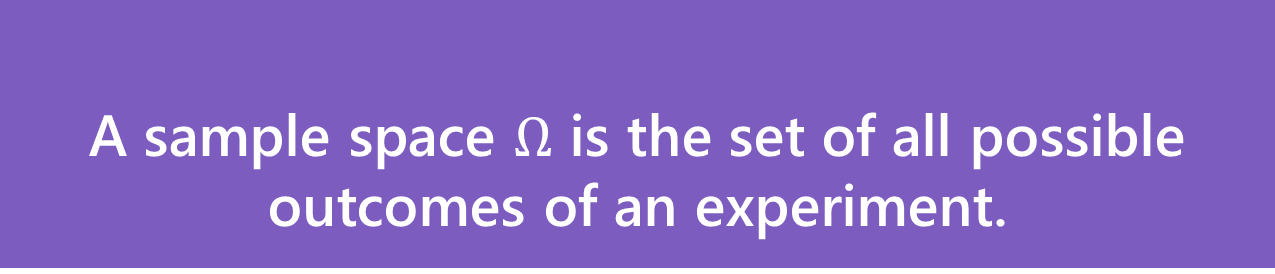 A sample space Ω is the set of all possible
outcomes of an experiment.